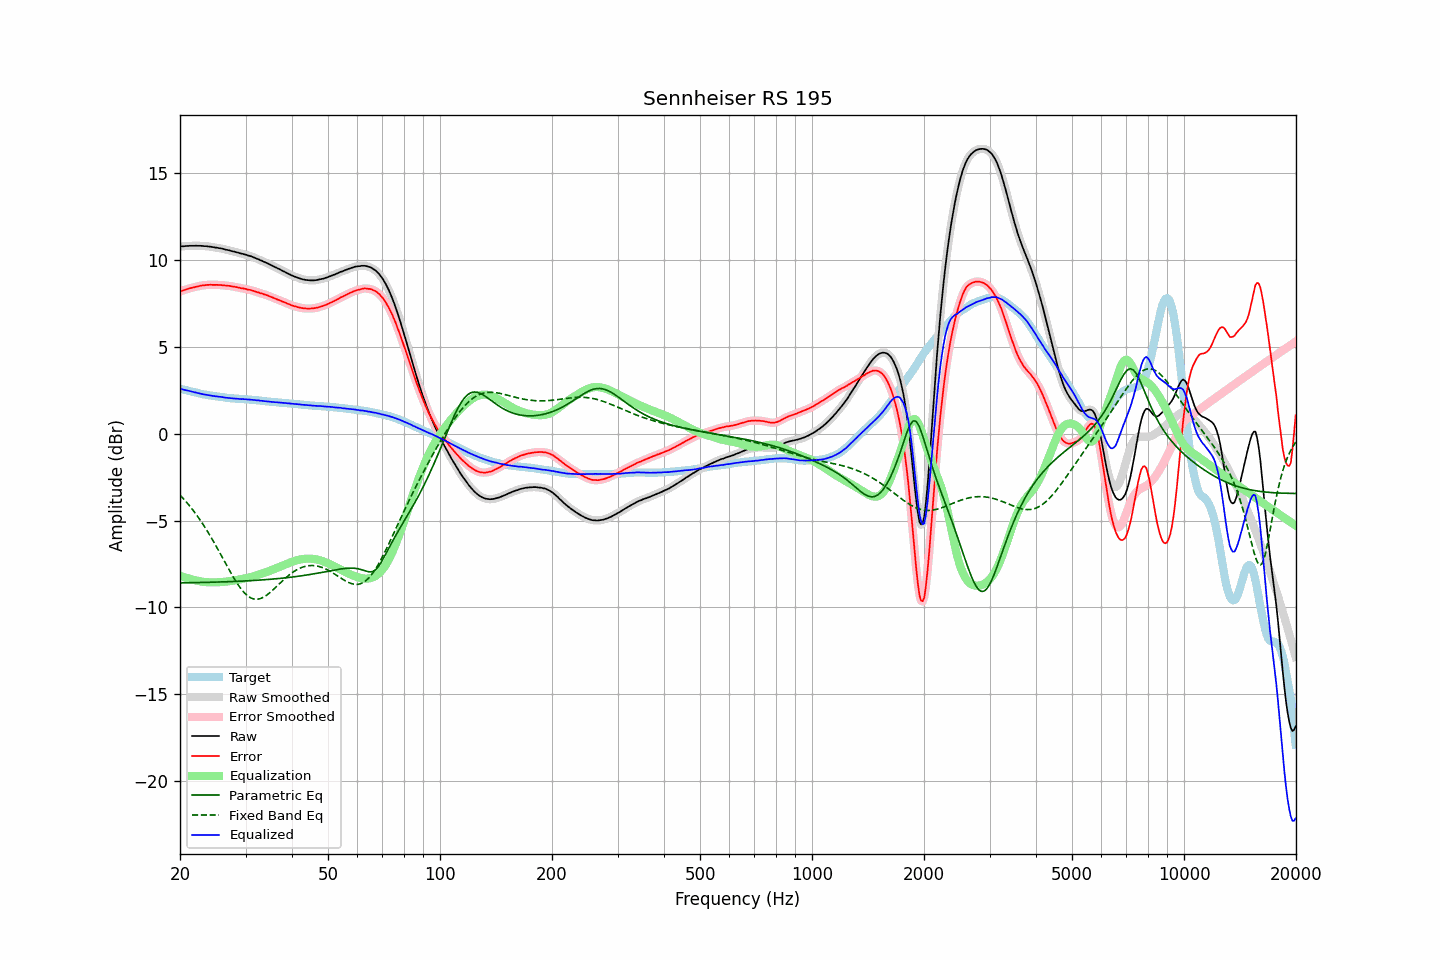 Sennheiser RS 195
Amplitude (dBr)
15
10
5
0
−5
−10
−15
−20
Target
Raw Smoothed
Error Smoothed
Raw
Error
Equalization
Parametric Eq
Fixed Band Eq
Equalized
20 50 100 200 500 1000 2000 5000 10000 20000
Frequency (Hz)